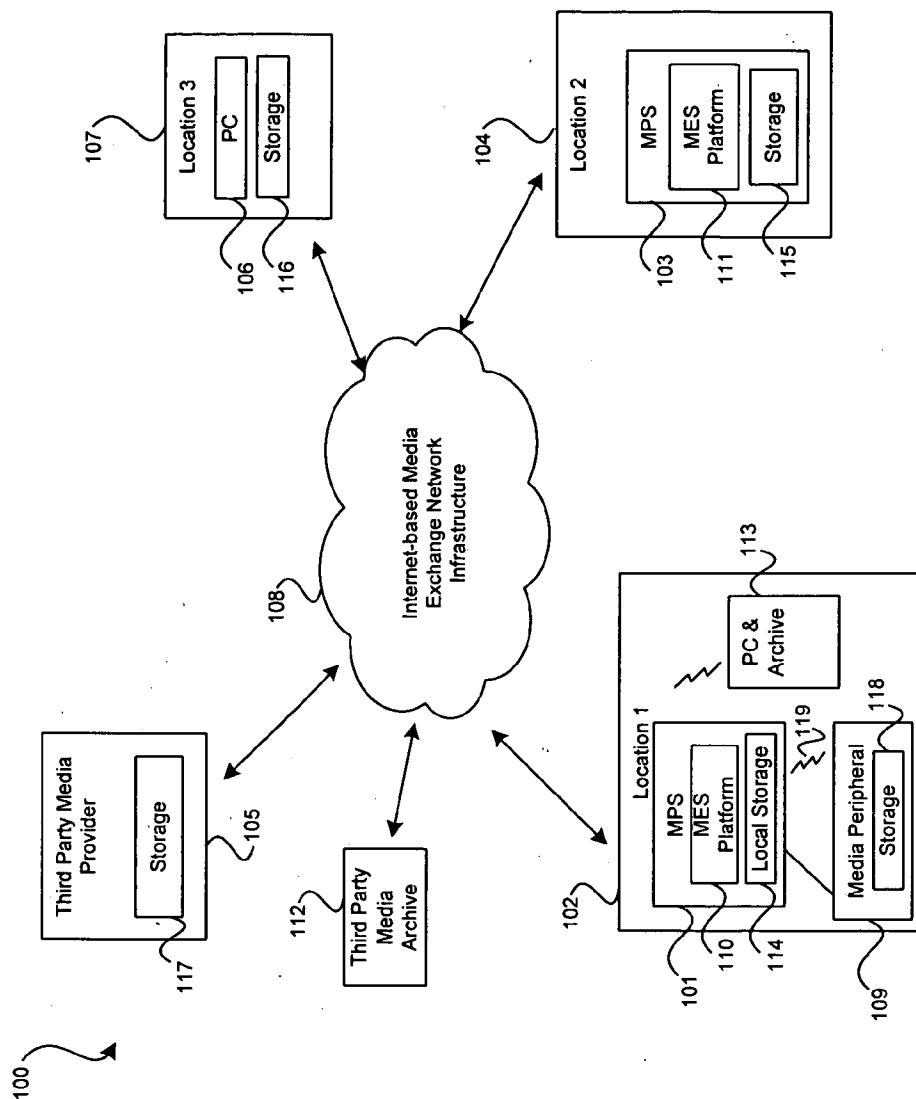 100
Third Party Media
Provider
Storage
117
105
107
Location 3
PC
Storage
106
116
112
Third Party
Media
Archive
108
Internet-based Media
Exchange Network
Infrastructure
104
Location 2
MPS
MES
Platform
Storage
103
111
115
102
Location 1
MPS
MES
Platform
Local Storage
101
110
114
PC &
Archive
113
119
118
Media Peripheral
Storage
109